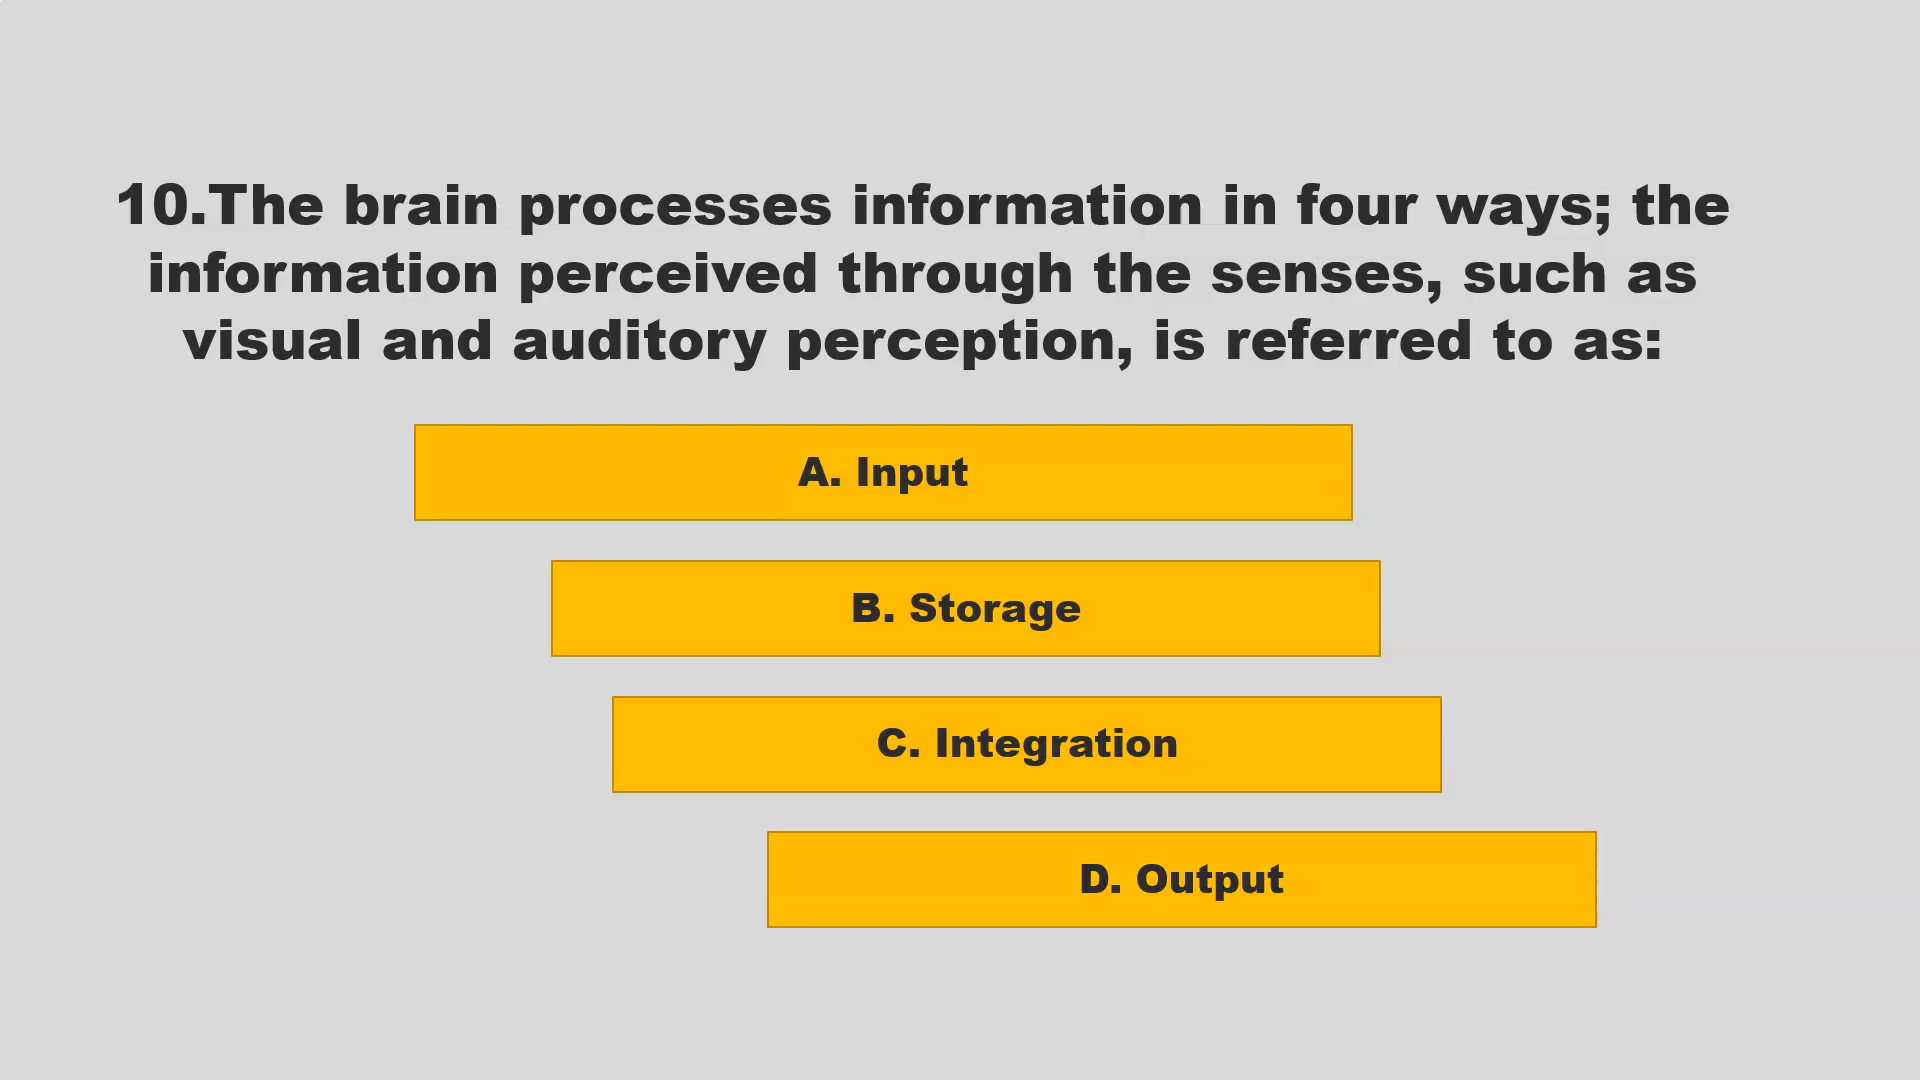 10.The brain processes information in four ways; the
information perceived through the senses, such as
visual and auditory perception, is referred to as:
A. Input
B. Storage
C. Integration
D. Output